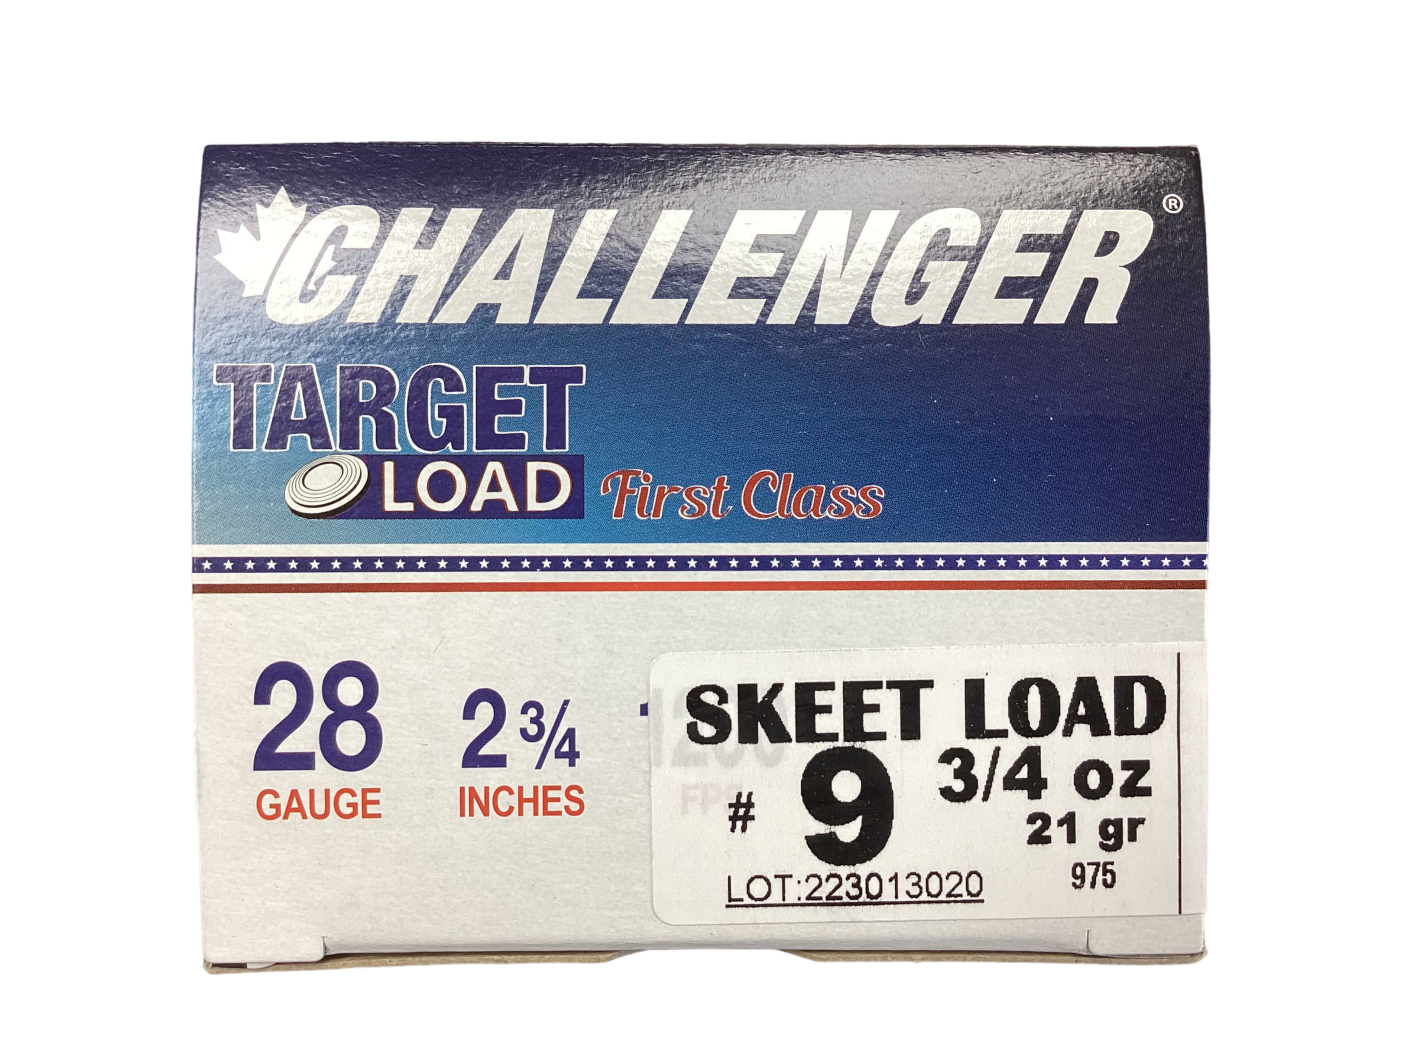 CHALLENGER®
TARGET
LOAD First Class
28 2 3/4
GAUGE INCHES
SKEET LOAD
# 9 3/4 oz
21 gr
975
LOT:223013020